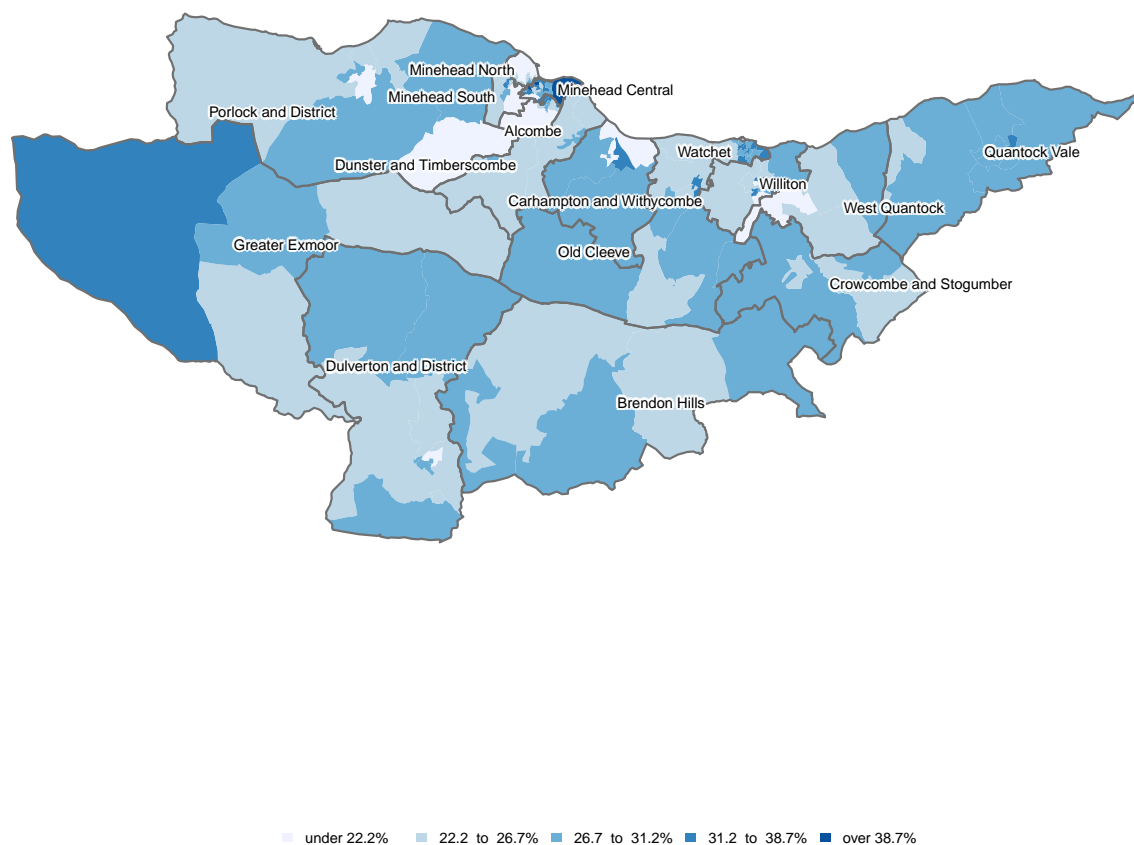 Minehead North
Minehead Central
Minehead South
Porlock and District
Alcombe
Watchet
Quantock Vale
Dunster and Timberscombe
Williton
Carhampton and Withycombe
West Quantock
Greater Exmoor
Old Cleeve
Crowcombe and Stogumber
Dulverton and District
Brendon Hills
under 22.2% 22.2 to 26.7% 26.7 to 31.2% 31.2 to 38.7% over 38.7%